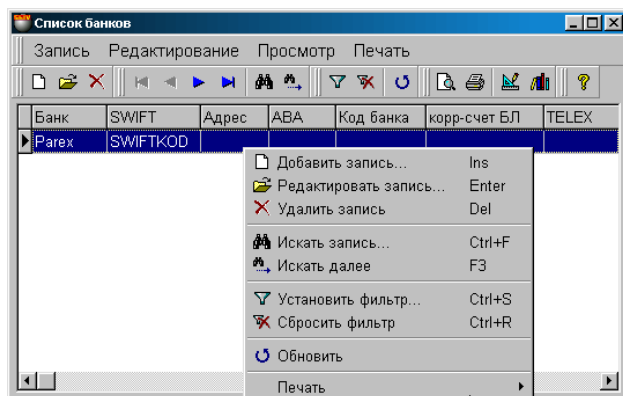 Список банков
Запись Редактирование Просмотр Печать
Банк SWIFT Адрес ABA Код банка корр-счет БЛ TELEX
Parex SWIFTKOD
Добавить запись... Ins
Редактировать запись... Enter
Удалить запись Del
Искать запись... Ctrl+F
Искать далее F3
Установить фильтр... Ctrl+S
Сбросить фильтр Ctrl+R
Обновить
Печать